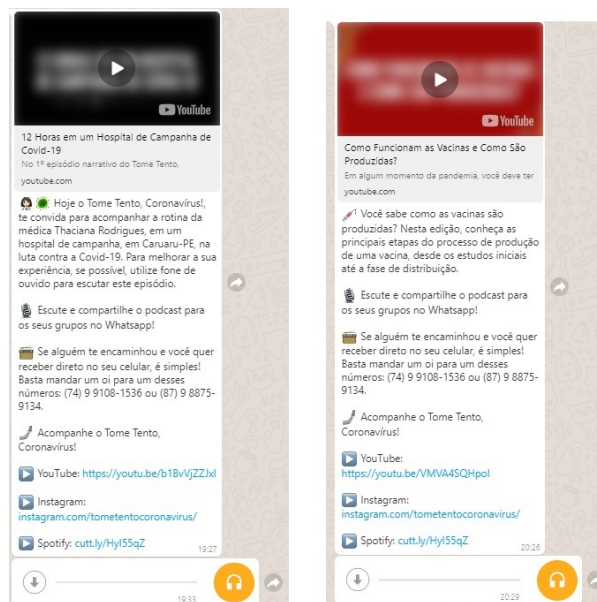 YouTube
12 Horas em um Hospital de Campanha de
Covid-19
No 1º episódio narrativo do Tome Tento,
youtube.com
Hoje o Tome Tento, Coronavírus!,
te convida para acompanhar a rotina da
médica Thaciana Rodrigues, em um
hospital de campanha, em Caruaru-PE, na
luta contra a Covid-19. Para melhorar a sua
experiência, se possível, utilize fone de
ouvido para escutar este episódio.
Escute e compartilhe o podcast para
os seus grupos no Whatsapp!
Se alguém te encaminhou e você quer
receber direto no seu celular, é simples!
Basta mandar um oi para um desses
números: (74) 9 9108-1536 ou (87) 9 8875-
9134.
Acompanhe o Tome Tento,
Coronavírus!
YouTube: https://youtu.be/b1BvVjZZJxI
Instagram:
instagram.com/tometentocoronavirus/
Spotify: cutt.ly/HyI55qZ
19:27
19:33
YouTube
Como Funcionam as Vacinas e Como São
Produzidas?
Em algum momento da pandemia, você deve ter
youtube.com
Você sabe como as vacinas são
produzidas? Nesta edição, conheça as
principais etapas do processo de produção
de uma vacina, desde os estudos iniciais
até a fase de distribuição.
Escute e compartilhe o podcast para
os seus grupos no Whatsapp!
Se alguém te encaminhou e você quer
receber direto no seu celular, é simples!
Basta mandar um oi para um desses
números: (74) 9 9108-1536 ou (87) 9 8875-
9134.
Acompanhe o Tome Tento,
Coronavírus!
YouTube:
https://youtu.be/VMVA4SQHpoI
Instagram:
instagram.com/tometentocoronavirus/
Spotify: cutt.ly/HyI55qZ
20:26
20:29